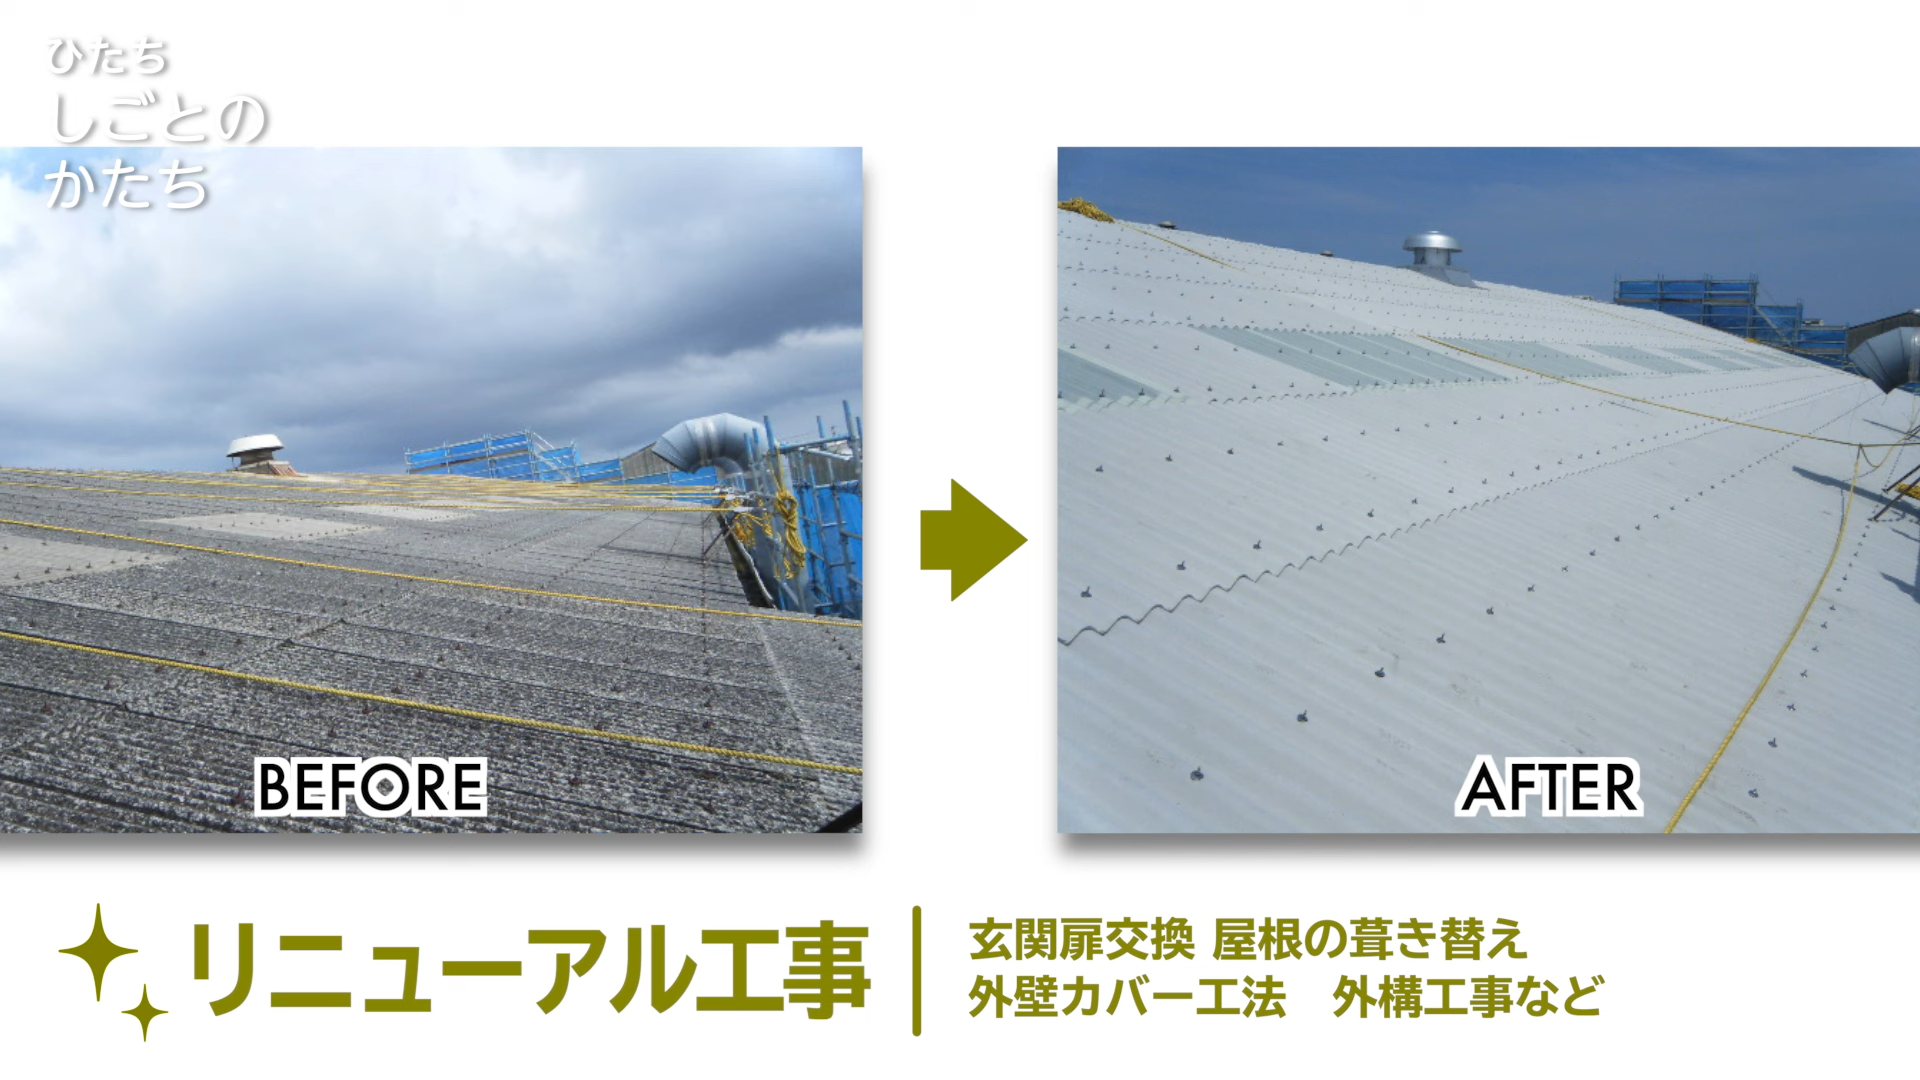 ひたち
しごとの
かたち
BEFORE
AFTER
リニューアル工事
玄関扉交換 屋根の葺き替え
外壁カバー工法　外構工事など